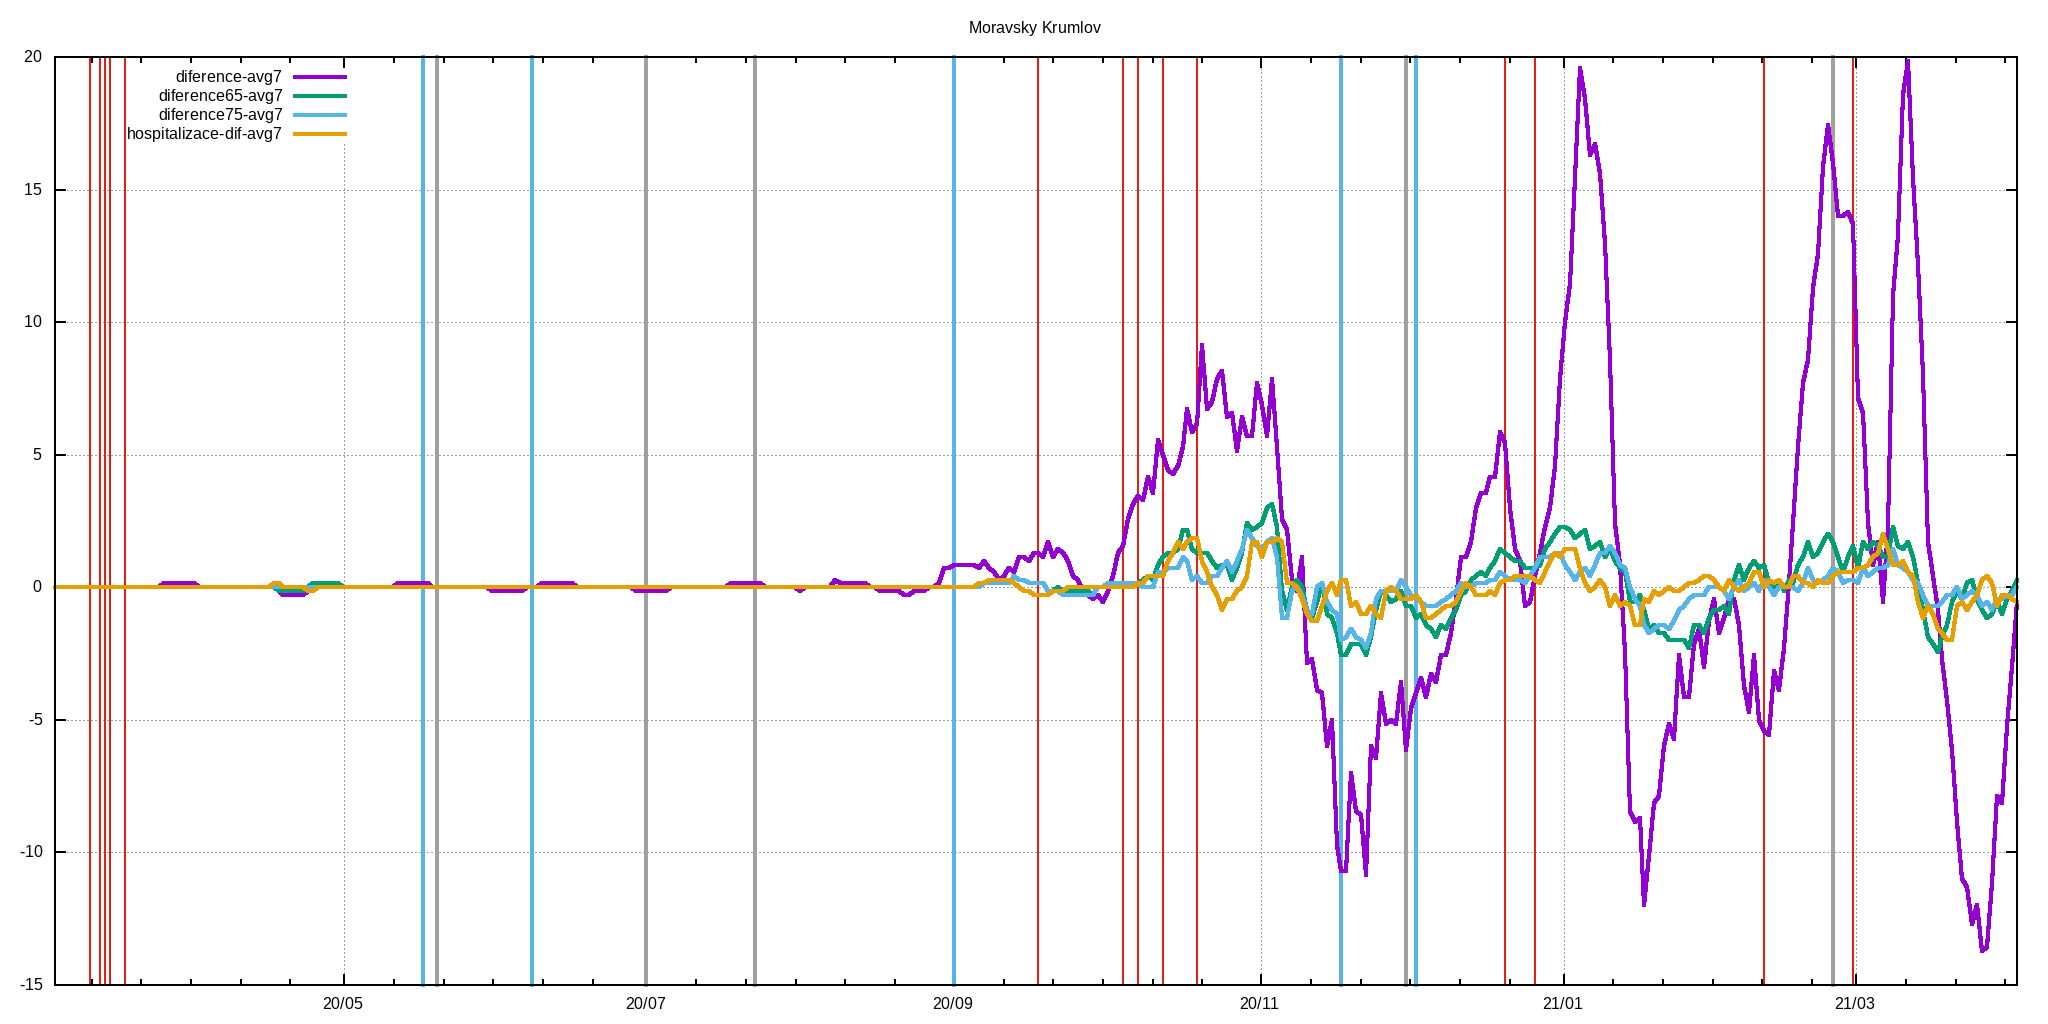 Moravsky Krumlov
20
diference-avg7
diference65-avg7
diference75-avg7
hospitalizace-dif-avg7
15
10
5
0
-5
-10
-15
20/05
20/07
20/09
20/11
21/01
21/03